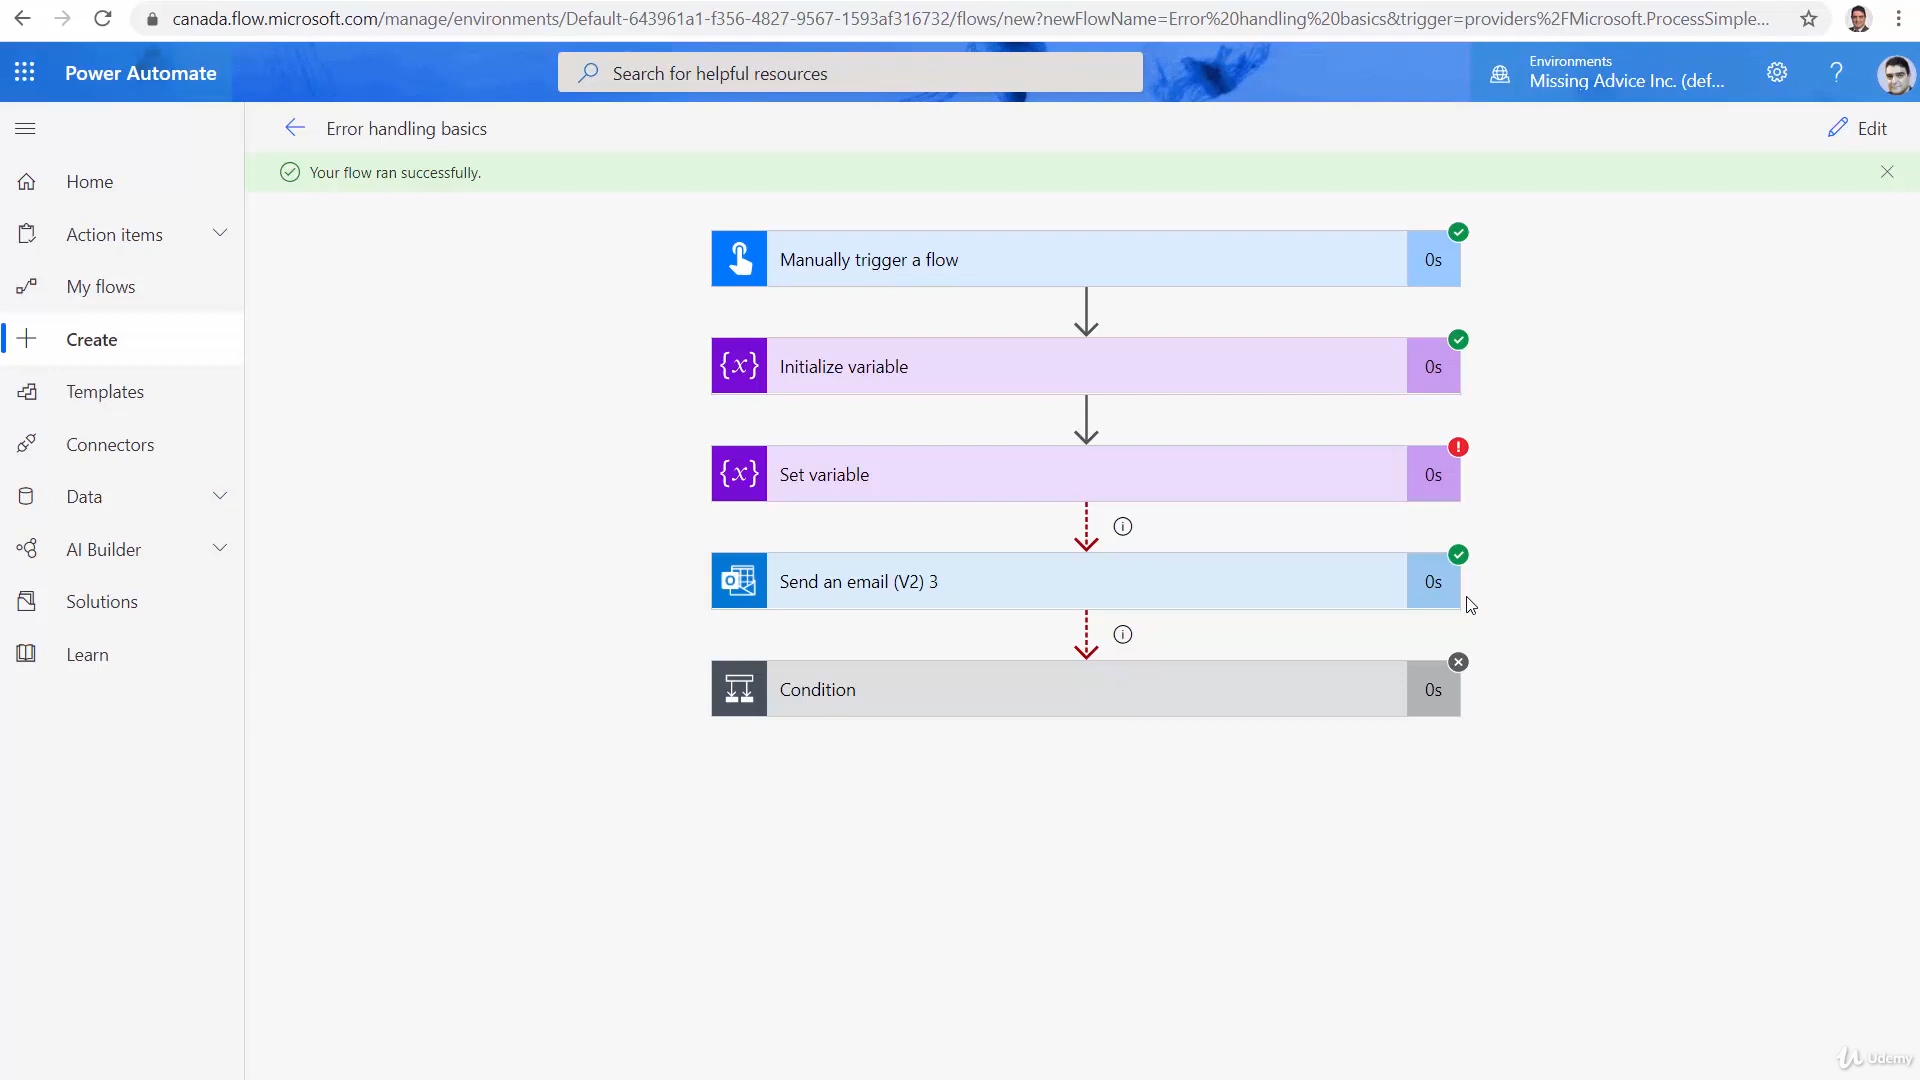 canada.flow.microsoft.com/manage/environments/Default-643961a1-f356-4827-9567-1593af316732/flows/new?newFlowName=Error%20handling%20basics&trigger=providers%2FMicrosoft.ProcessSimple...
Power Automate
Search for helpful resources
Environments
Missing Advice Inc. (def...
?
Error handling basics
Edit
Your flow ran successfully.
Home
Action items
My flows
Create
Templates
Connectors
Data
AI Builder
Solutions
Learn
Manually trigger a flow
0s
{x}
Initialize variable
0s
{x}
Set variable
0s
Send an email (V2) 3
0s
Condition
0s
Udemy